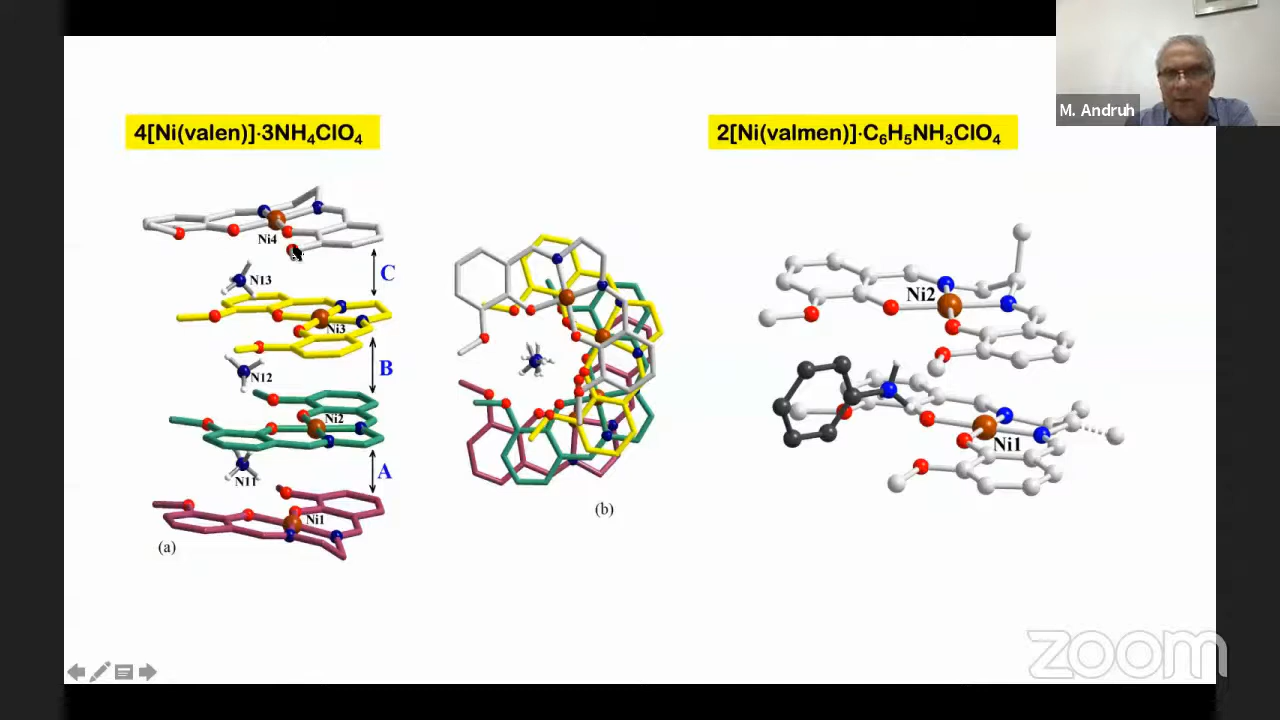 M. Andruh
4[Ni(valen)]·3NH₄ClO₄
2[Ni(valmen)]·C₆H₅NH₃ClO₄
Ni4
N13
C
Ni3
N12
B
Ni2
N11
A
Ni1
(a)
(b)
Ni2
Ni1
zoom